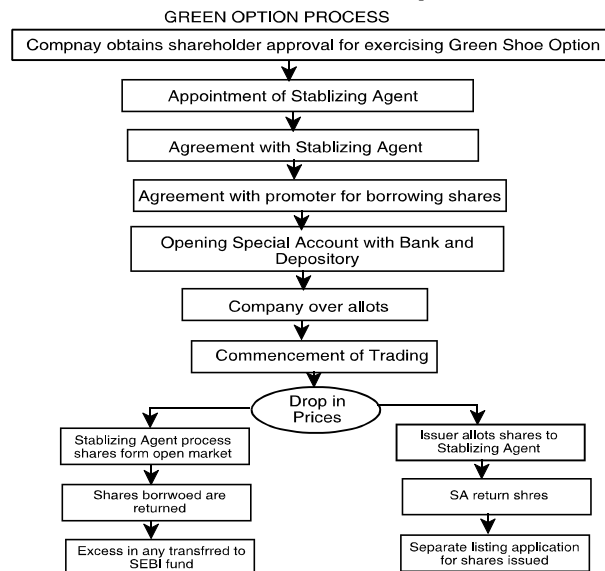 GREEN OPTION PROCESS
Compnay obtains shareholder approval for exercising Green Shoe Option
Appointment of Stablizing Agent
Agreement with Stablizing Agent
Agreement with promoter for borrowing shares
Opening Special Account with Bank and
Depository
Company over allots
Commencement of Trading
Drop in
Prices
Stablizing Agent process
shares form open market
Shares borrwoed are
returned
Excess in any transfrred to
SEBI fund
Issuer allots shares to
Stablizing Agent
SA return shres
Separate listing application
for shares issued